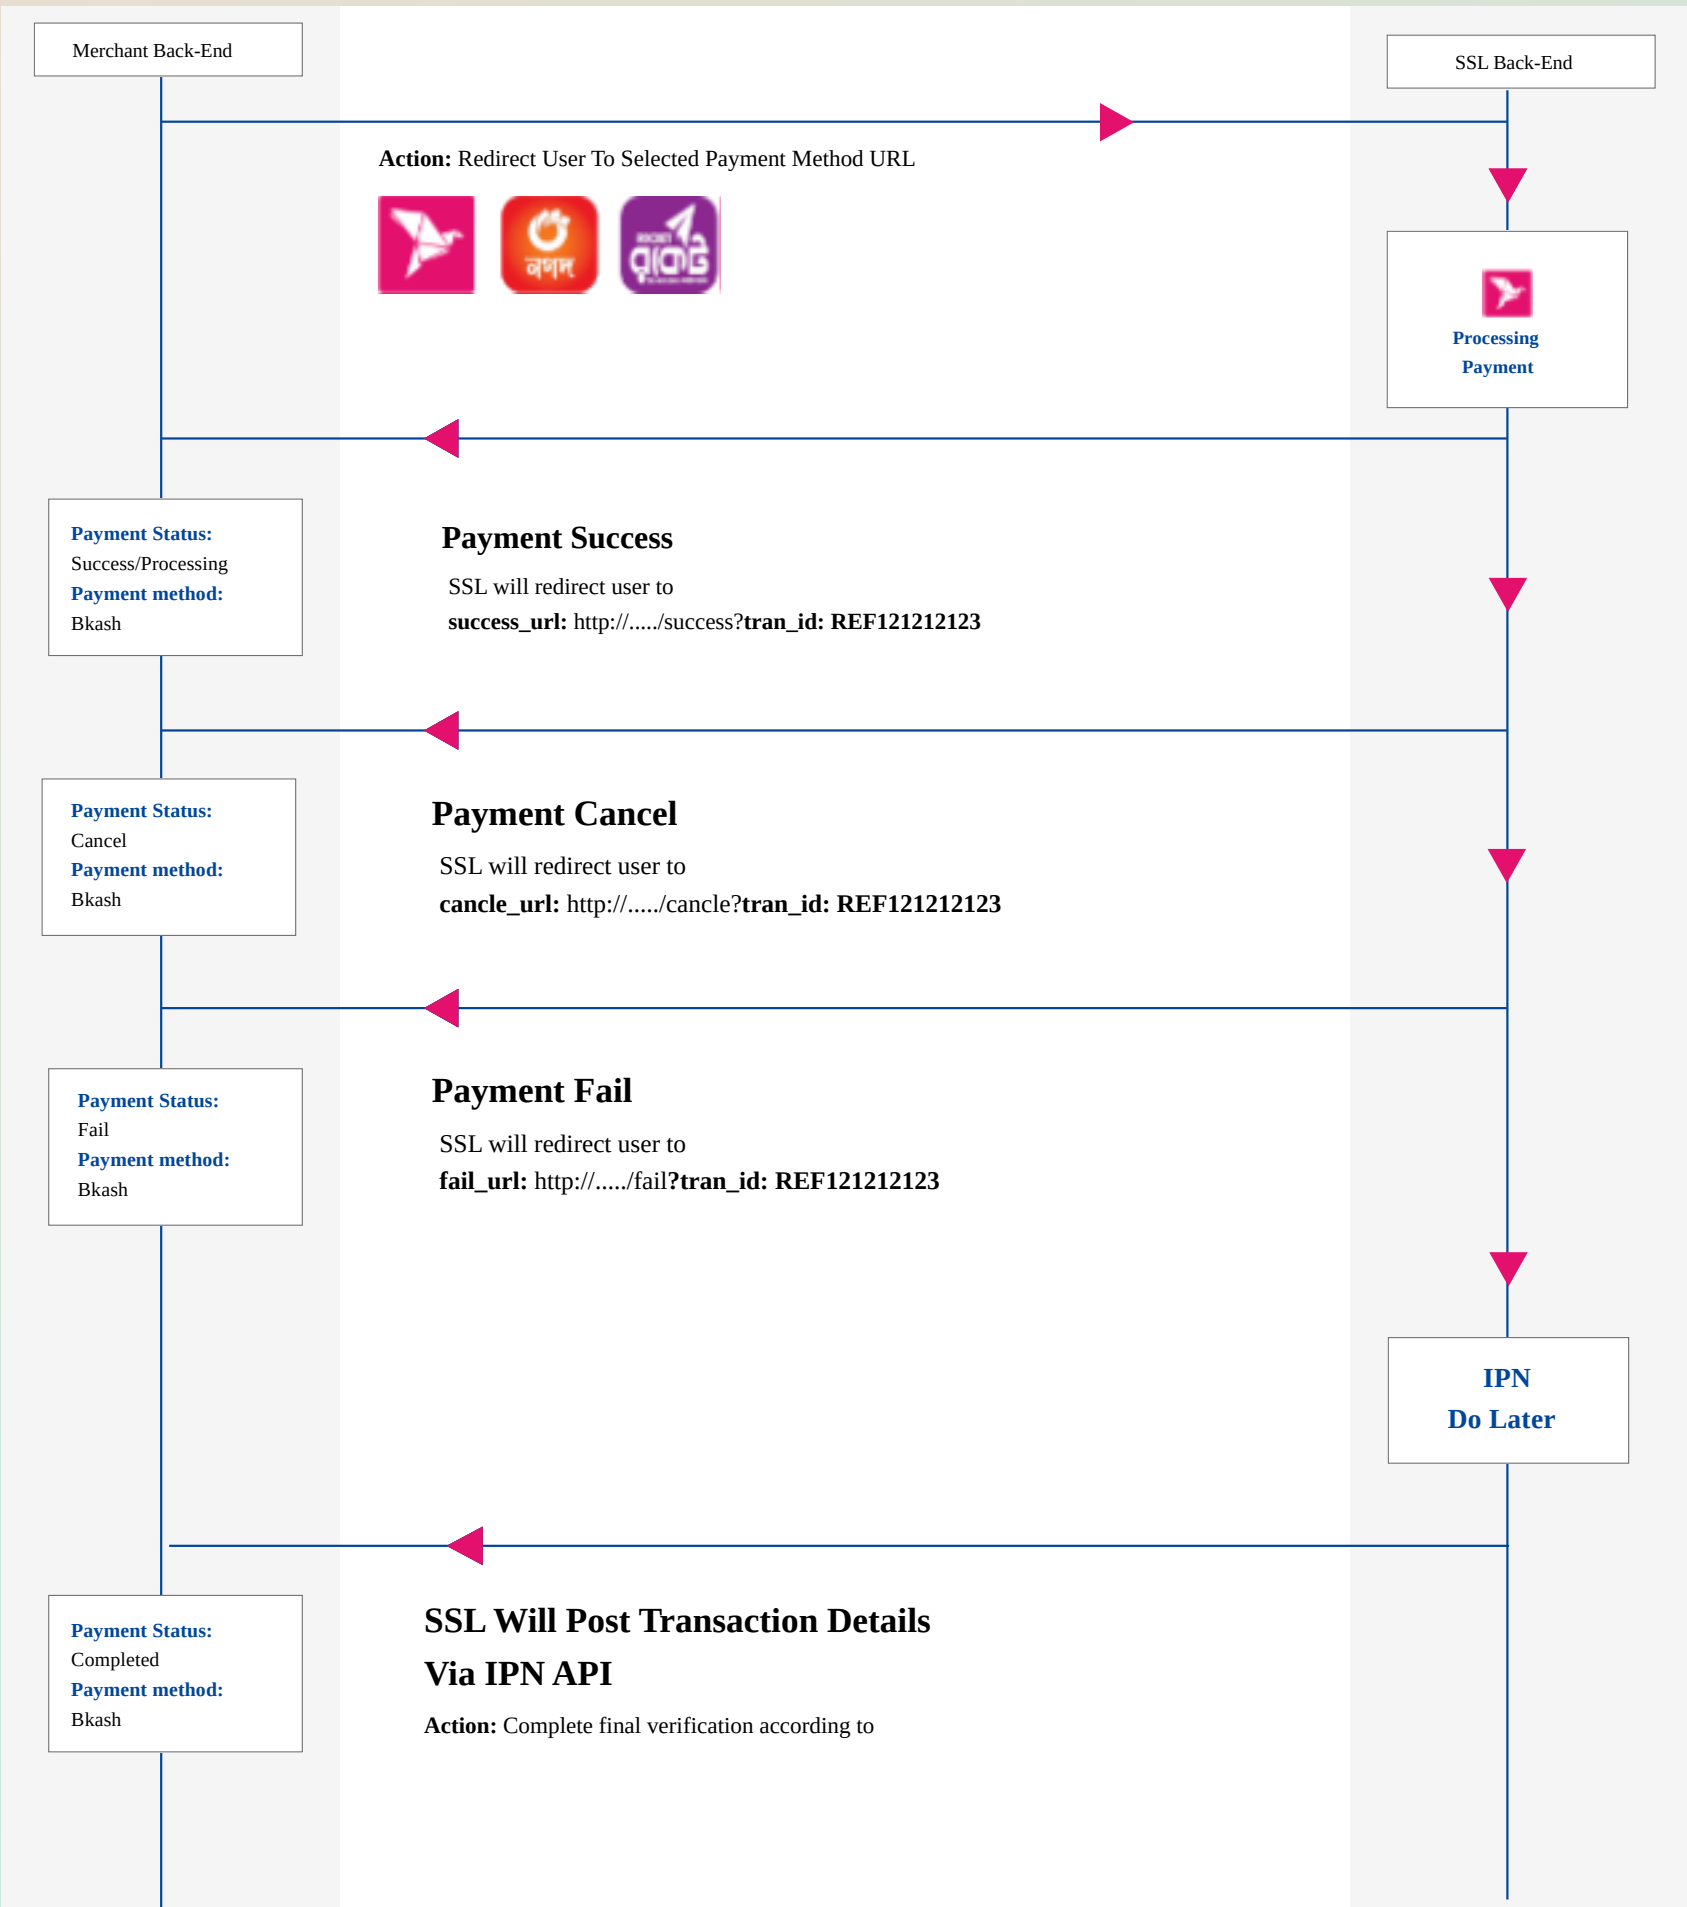 Merchant Back-End
SSL Back-End
Action: Redirect User To Selected Payment Method URL
নগদ
রকেট
Processing
Payment
Payment Status:
Success/Processing
Payment method:
Bkash
Payment Success
SSL will redirect user to
success_url: http://...../success?tran_id: REF121212123
Payment Status:
Cancel
Payment method:
Bkash
Payment Cancel
SSL will redirect user to
cancle_url: http://...../cancle?tran_id: REF121212123
Payment Status:
Fail
Payment method:
Bkash
Payment Fail
SSL will redirect user to
fail_url: http://...../fail?tran_id: REF121212123
IPN
Do Later
Payment Status:
Completed
Payment method:
Bkash
SSL Will Post Transaction Details
Via IPN API
Action: Complete final verification according to